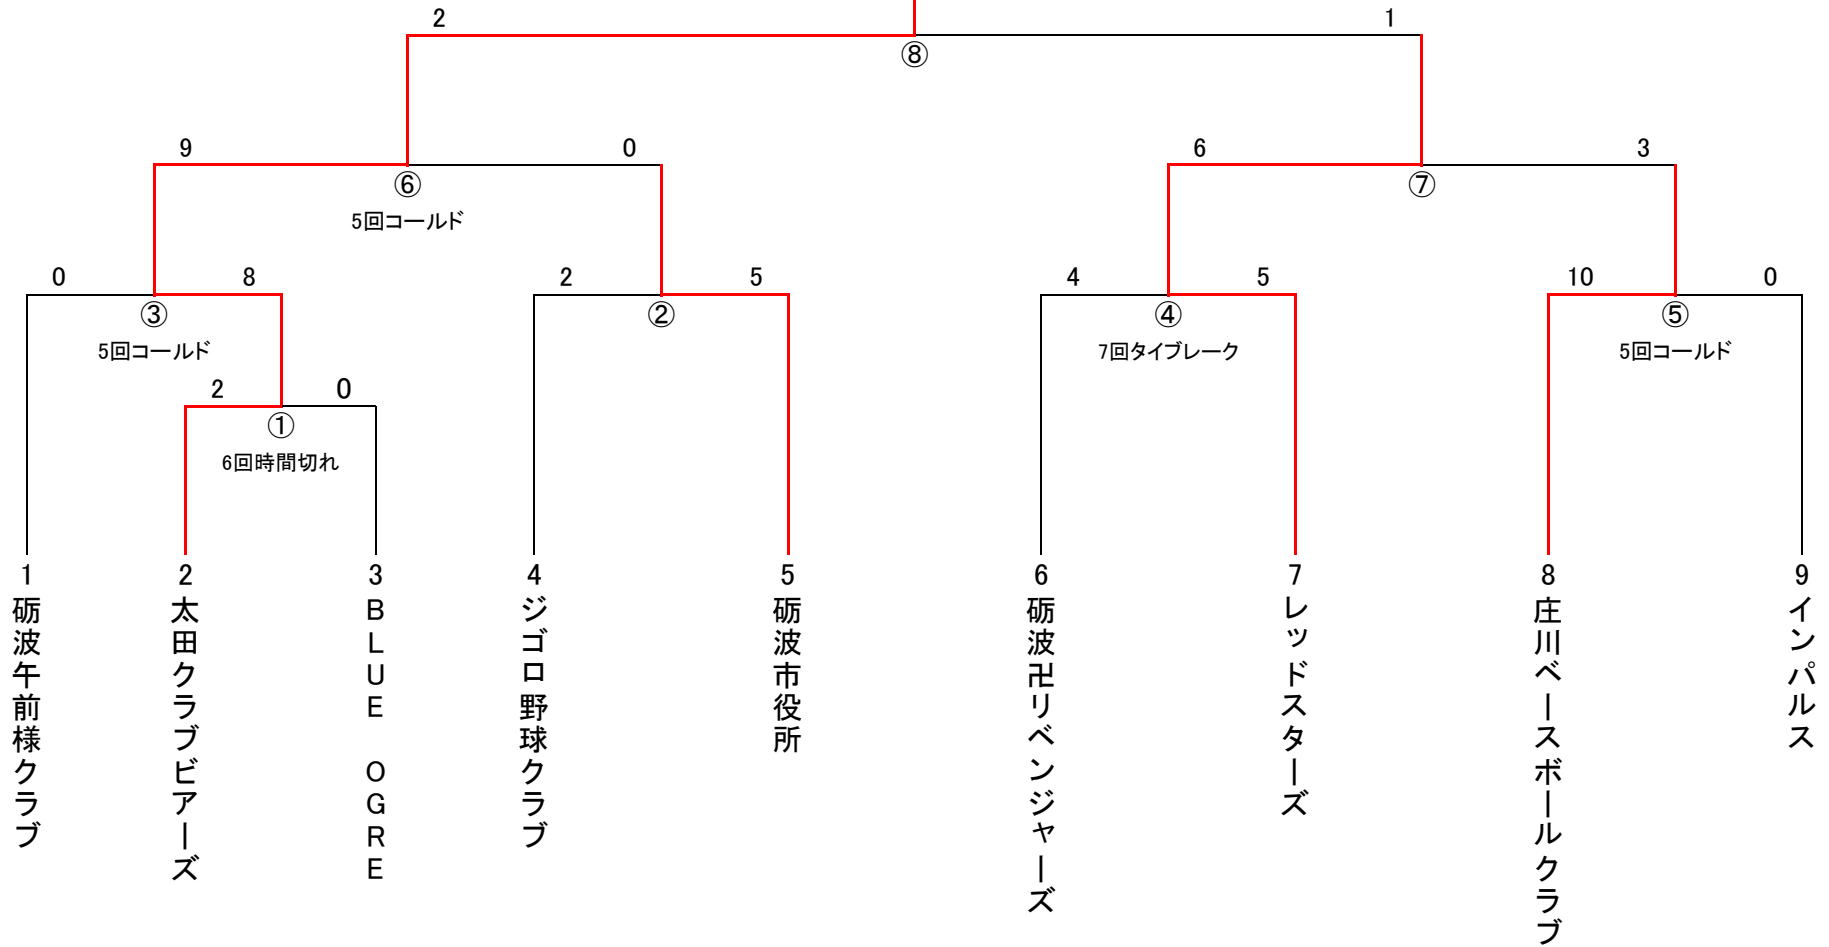 2 1
⑧
9 0 6 3
⑥ ⑦
5回コールド
0 8 2 5 4 5 10 0
③ ② ④ ⑤
5回コールド 7回タイブレーク 5回コールド
2 0
①
6回時間切れ
1 砺波午前様クラブ
2 太田クラブビアーズ
3 BLUE OGRE
4 ジゴロ野球クラブ
5 砺波市役所
6 砺波卍リベンジャーズ
7 レッドスターズ
8 庄川ベースボールクラブ
9 インパルス